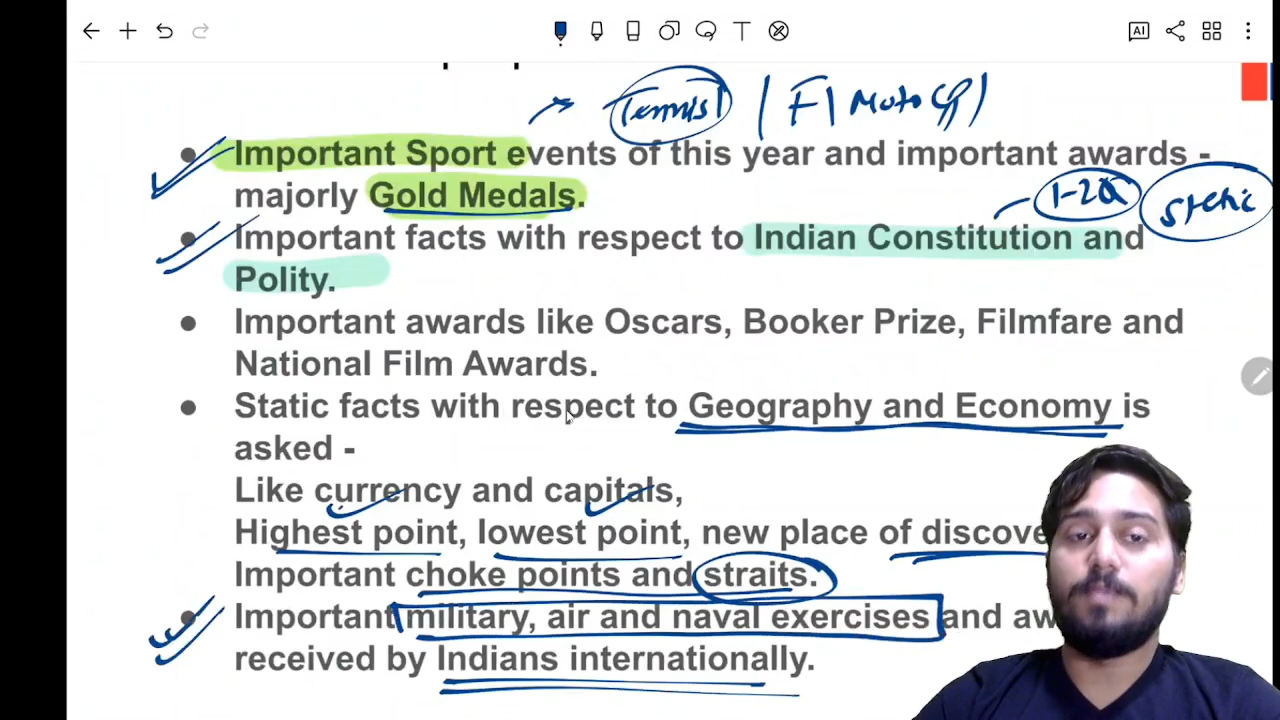 Tennis | F1 MotoGP |
Important Sport events of this year and important awards -
majorly Gold Medals.
1-2Q
Static
Important facts with respect to Indian Constitution and
Polity.
Important awards like Oscars, Booker Prize, Filmfare and
National Film Awards.
Static facts with respect to Geography and Economy is
asked -
Like currency and capitals,
Highest point, lowest point, new place of discove
Important choke points and straits.
Important military, air and naval exercises and aw
received by Indians internationally.
AI
T